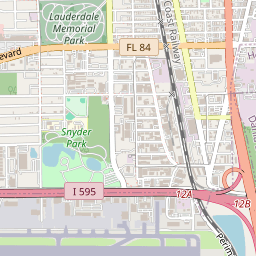 Lauderdale
Memorial
Park
Coast Railway
FL 84
evard
H
Snyder
Park
I 595
12A
12B
Perim